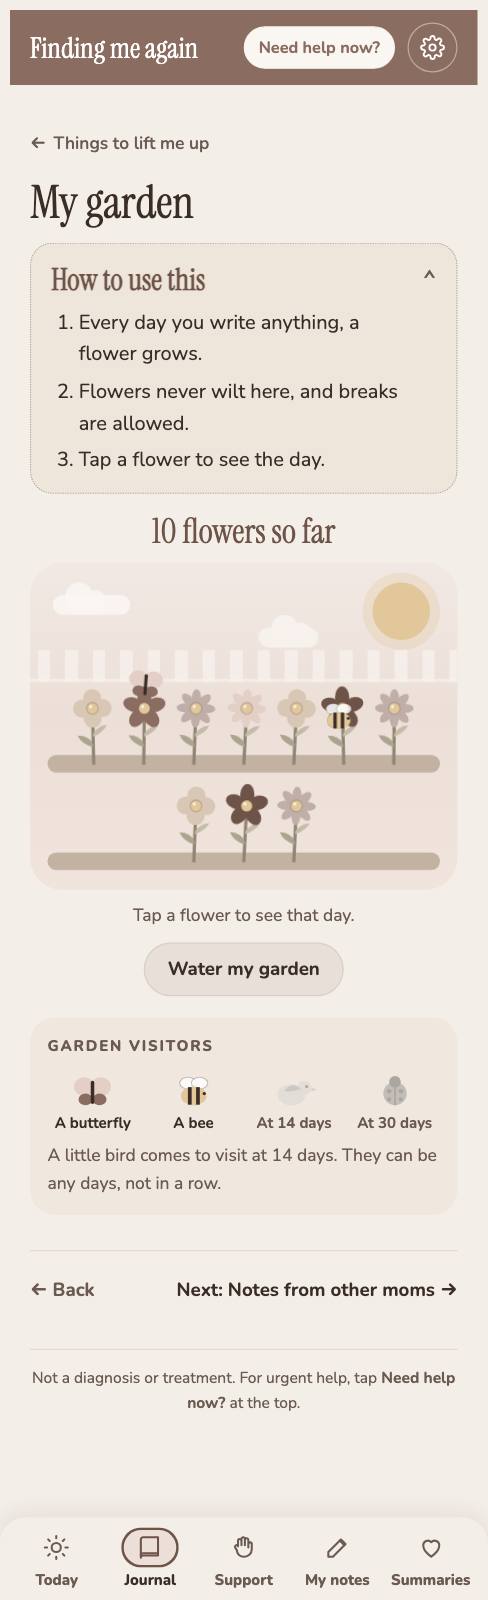 Finding me again
Need help now?
← Things to lift me up
My garden
How to use this
1. Every day you write anything, a
flower grows.
2. Flowers never wilt here, and breaks
are allowed.
3. Tap a flower to see the day.
10 flowers so far
Tap a flower to see that day.
Water my garden
GARDEN VISITORS
A butterfly
A bee
At 14 days
At 30 days
A little bird comes to visit at 14 days. They can be
any days, not in a row.
← Back
Next: Notes from other moms →
Not a diagnosis or treatment. For urgent help, tap Need help
now? at the top.
Today
Journal
Support
My notes
Summaries